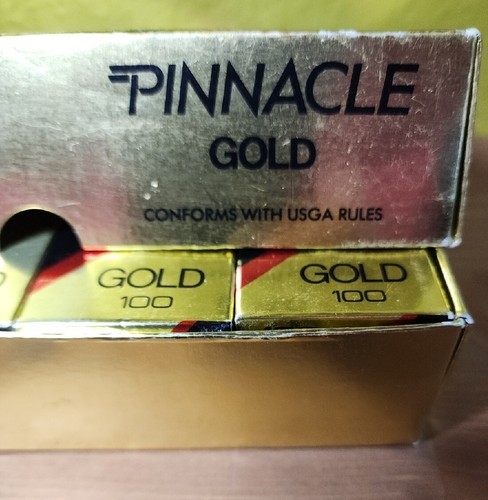 PINNACLE
GOLD
CONFORMS WITH USGA RULES
GOLD
100
GOLD
100